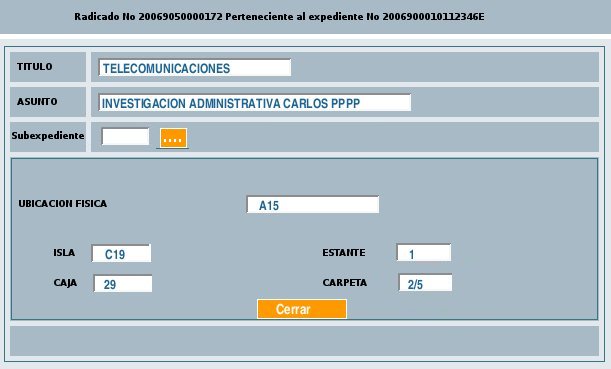 Radicado No 20069050000172 Perteneciente al expediente No 2006900010112346E
TITULO TELECOMUNICACIONES
ASUNTO INVESTIGACION ADMINISTRATIVA CARLOS PPPP
Subexpediente ....
UBICACION FISICA A15
ISLA C19 ESTANTE 1
CAJA 29 CARPETA 2/5
Cerrar